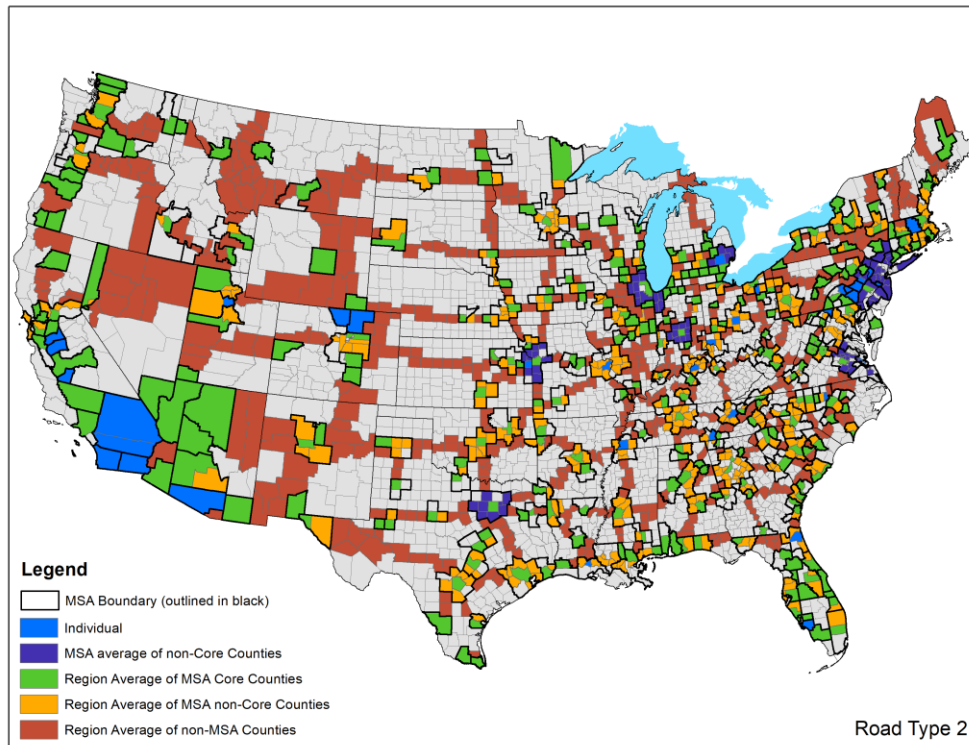 Legend
MSA Boundary (outlined in black)
Individual
MSA average of non-Core Counties
Region Average of MSA Core Counties
Region Average of MSA non-Core Counties
Region Average of non-MSA Counties
Road Type 2